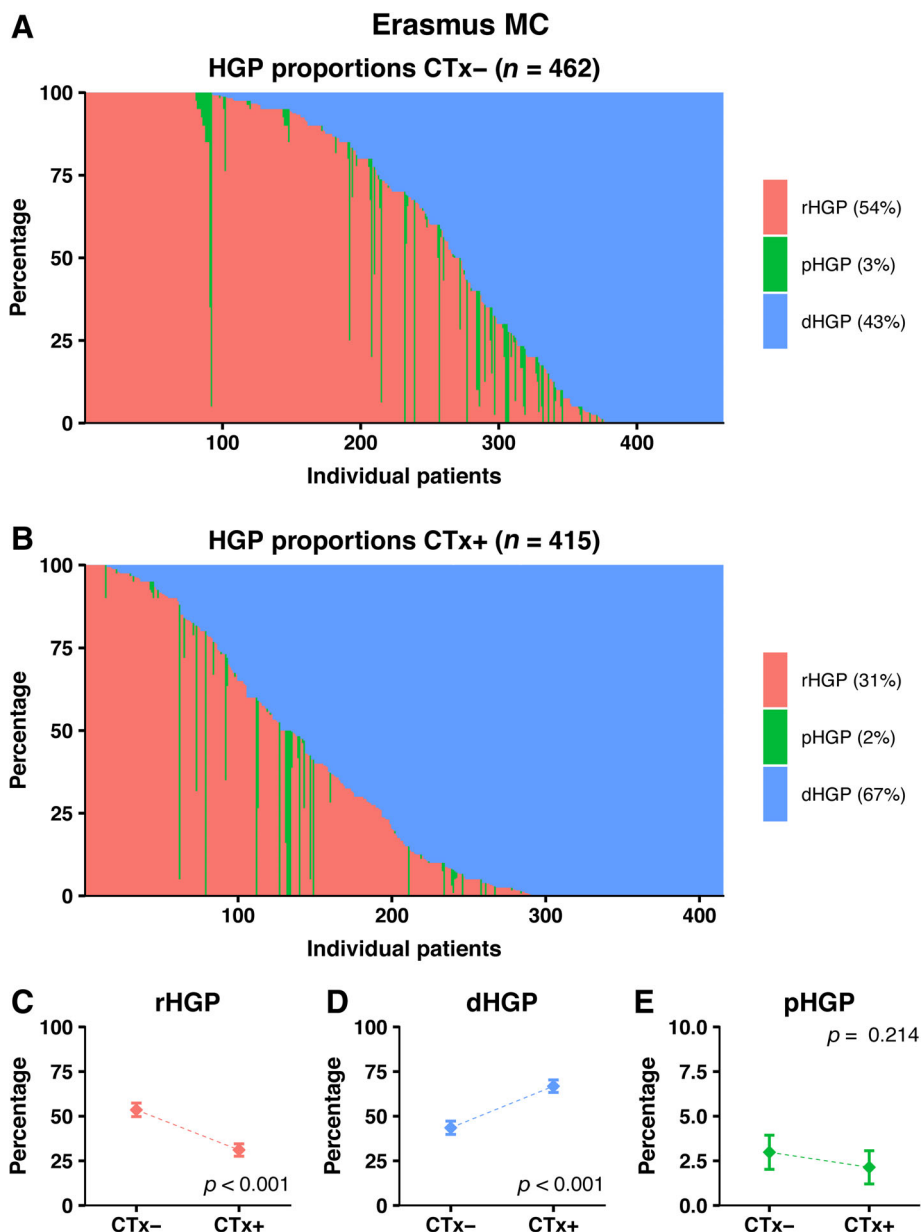 A
Erasmus MC
HGP proportions CTx− (n = 462)
100
75
50
25
0
Percentage
100
200
300
400
Individual patients
rHGP (54%)
pHGP (3%)
dHGP (43%)
B
HGP proportions CTx+ (n = 415)
100
75
50
25
0
Percentage
100
200
300
400
Individual patients
rHGP (31%)
pHGP (2%)
dHGP (67%)
C
rHGP
100
75
50
25
0
Percentage
p < 0.001
CTx−
CTx+
D
dHGP
100
75
50
25
0
Percentage
p < 0.001
CTx−
CTx+
E
pHGP
10.0
7.5
5.0
2.5
0.0
Percentage
p = 0.214
CTx−
CTx+